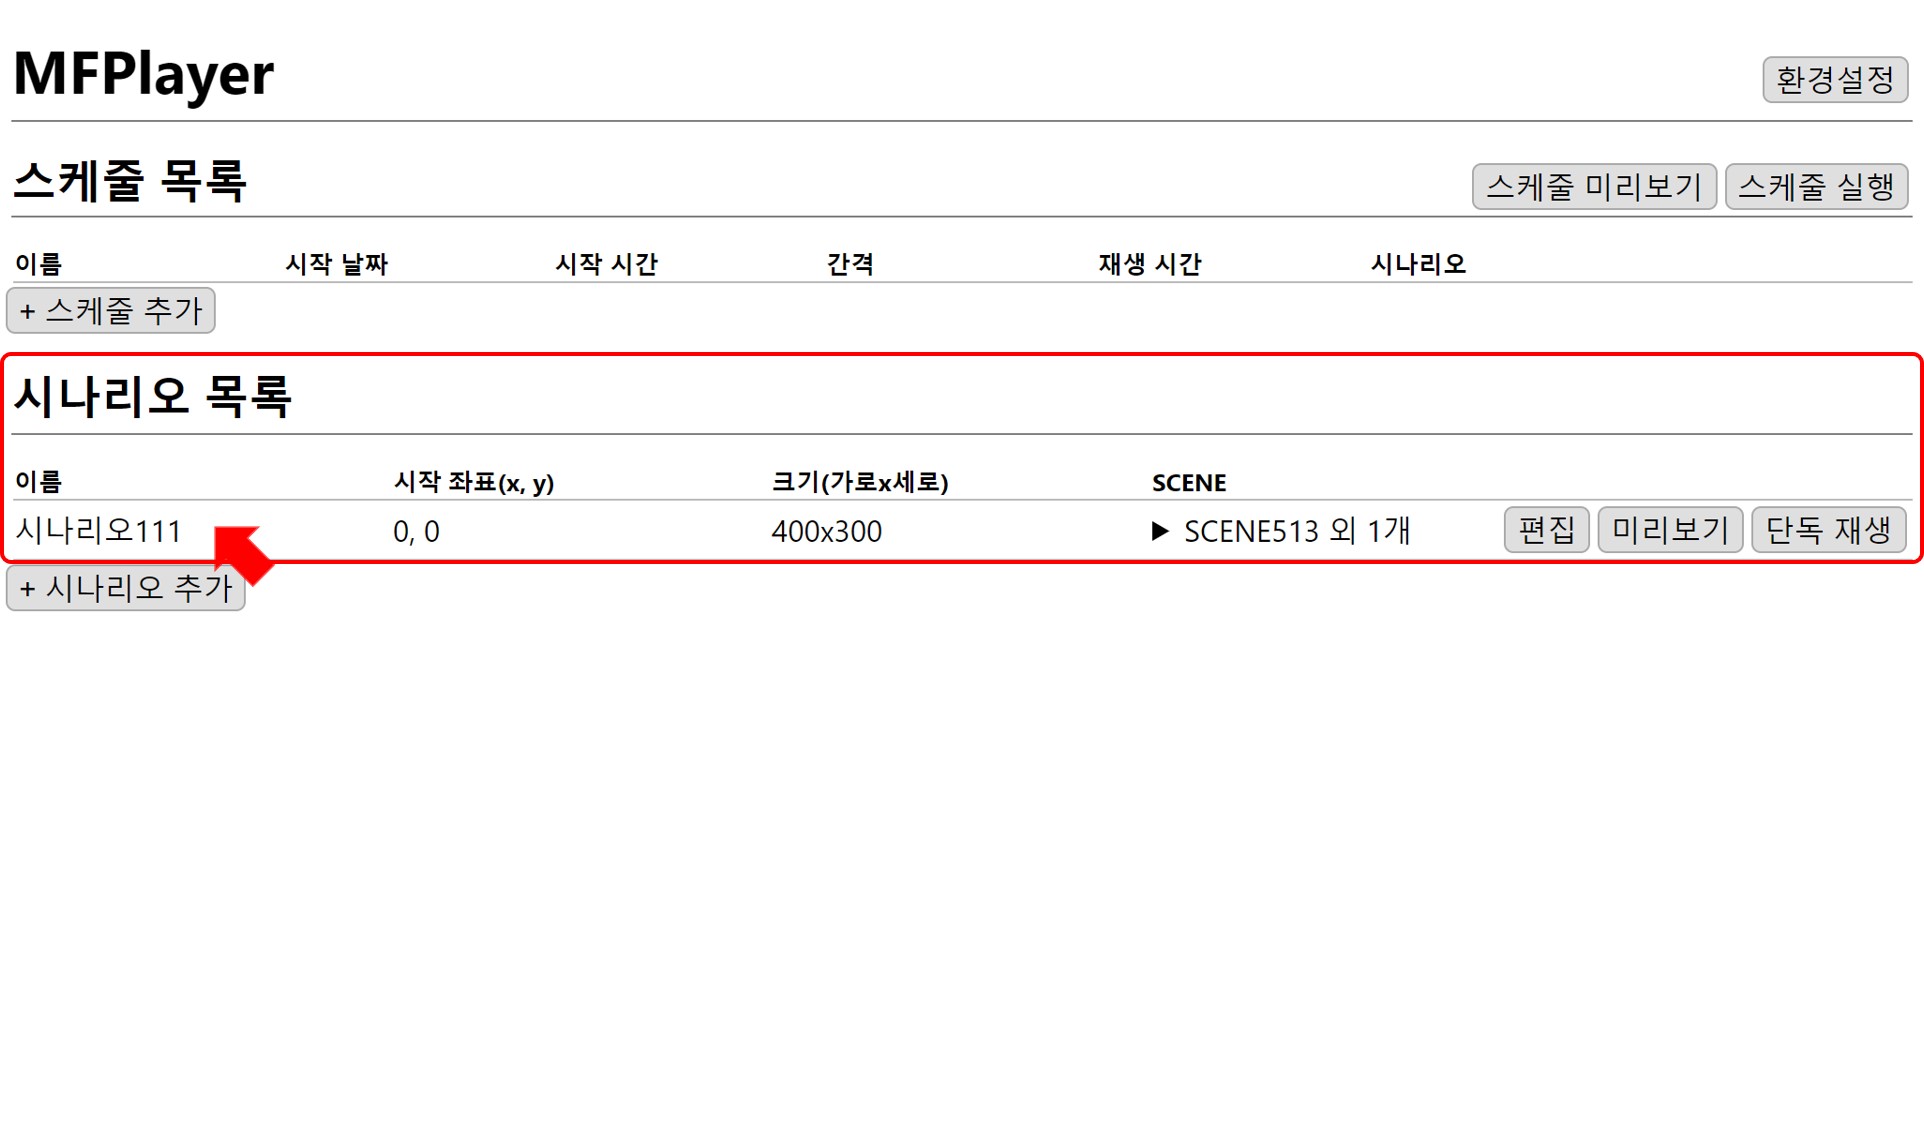 MFPlayer 환경설정
스케줄 목록 스케줄 미리보기 스케줄 실행
이름 시작 날짜 시작 시간 간격 재생 시간 시나리오
+ 스케줄 추가
시나리오 목록
이름 시작 좌표(x, y) 크기(가로x세로) SCENE
시나리오111 0, 0 400x300 ▶ SCENE513 외 1개 편집 미리보기 단독 재생
+ 시나리오 추가